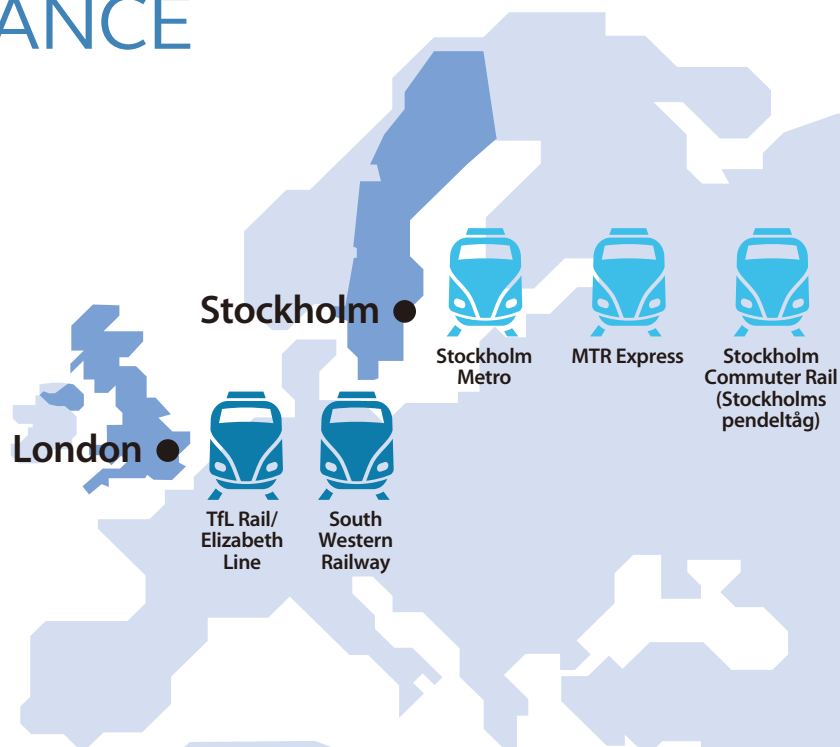 ANCE
Stockholm
Stockholm
Metro
MTR Express
Stockholm
Commuter Rail
(Stockholms
pendeltåg)
London
TfL Rail/
Elizabeth
Line
South
Western
Railway